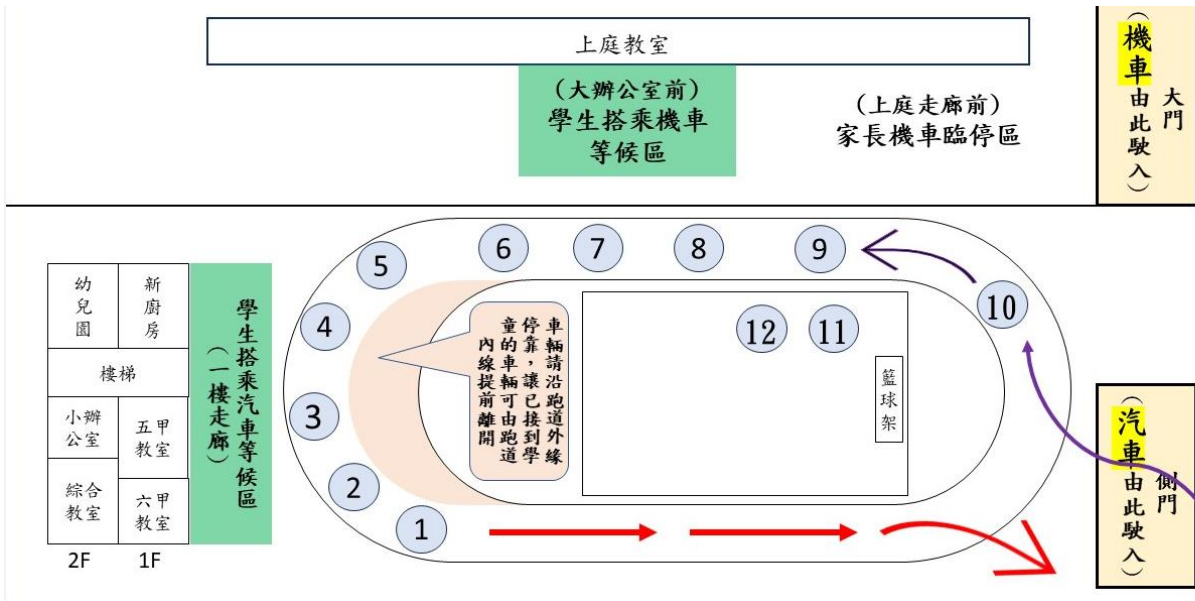 上庭教室
(大辦公室前)
學生搭乘機車
等候區
(上庭走廊前)
家長機車臨停區
大門
(機車由此駛入)
6
7
8
9
5
10
4
12
11
3
2
1
幼兒園
新廚房
樓梯
小辦
公室
五甲
教室
綜合
教室
六甲
教室
2F
1F
學生搭乘汽車等候區
(一樓走廊)
車輛請沿跑道外緣
停靠,讓已接到學
童的車輛可由跑道
內線提前離開
籃球架
側門
(汽車由此駛入)